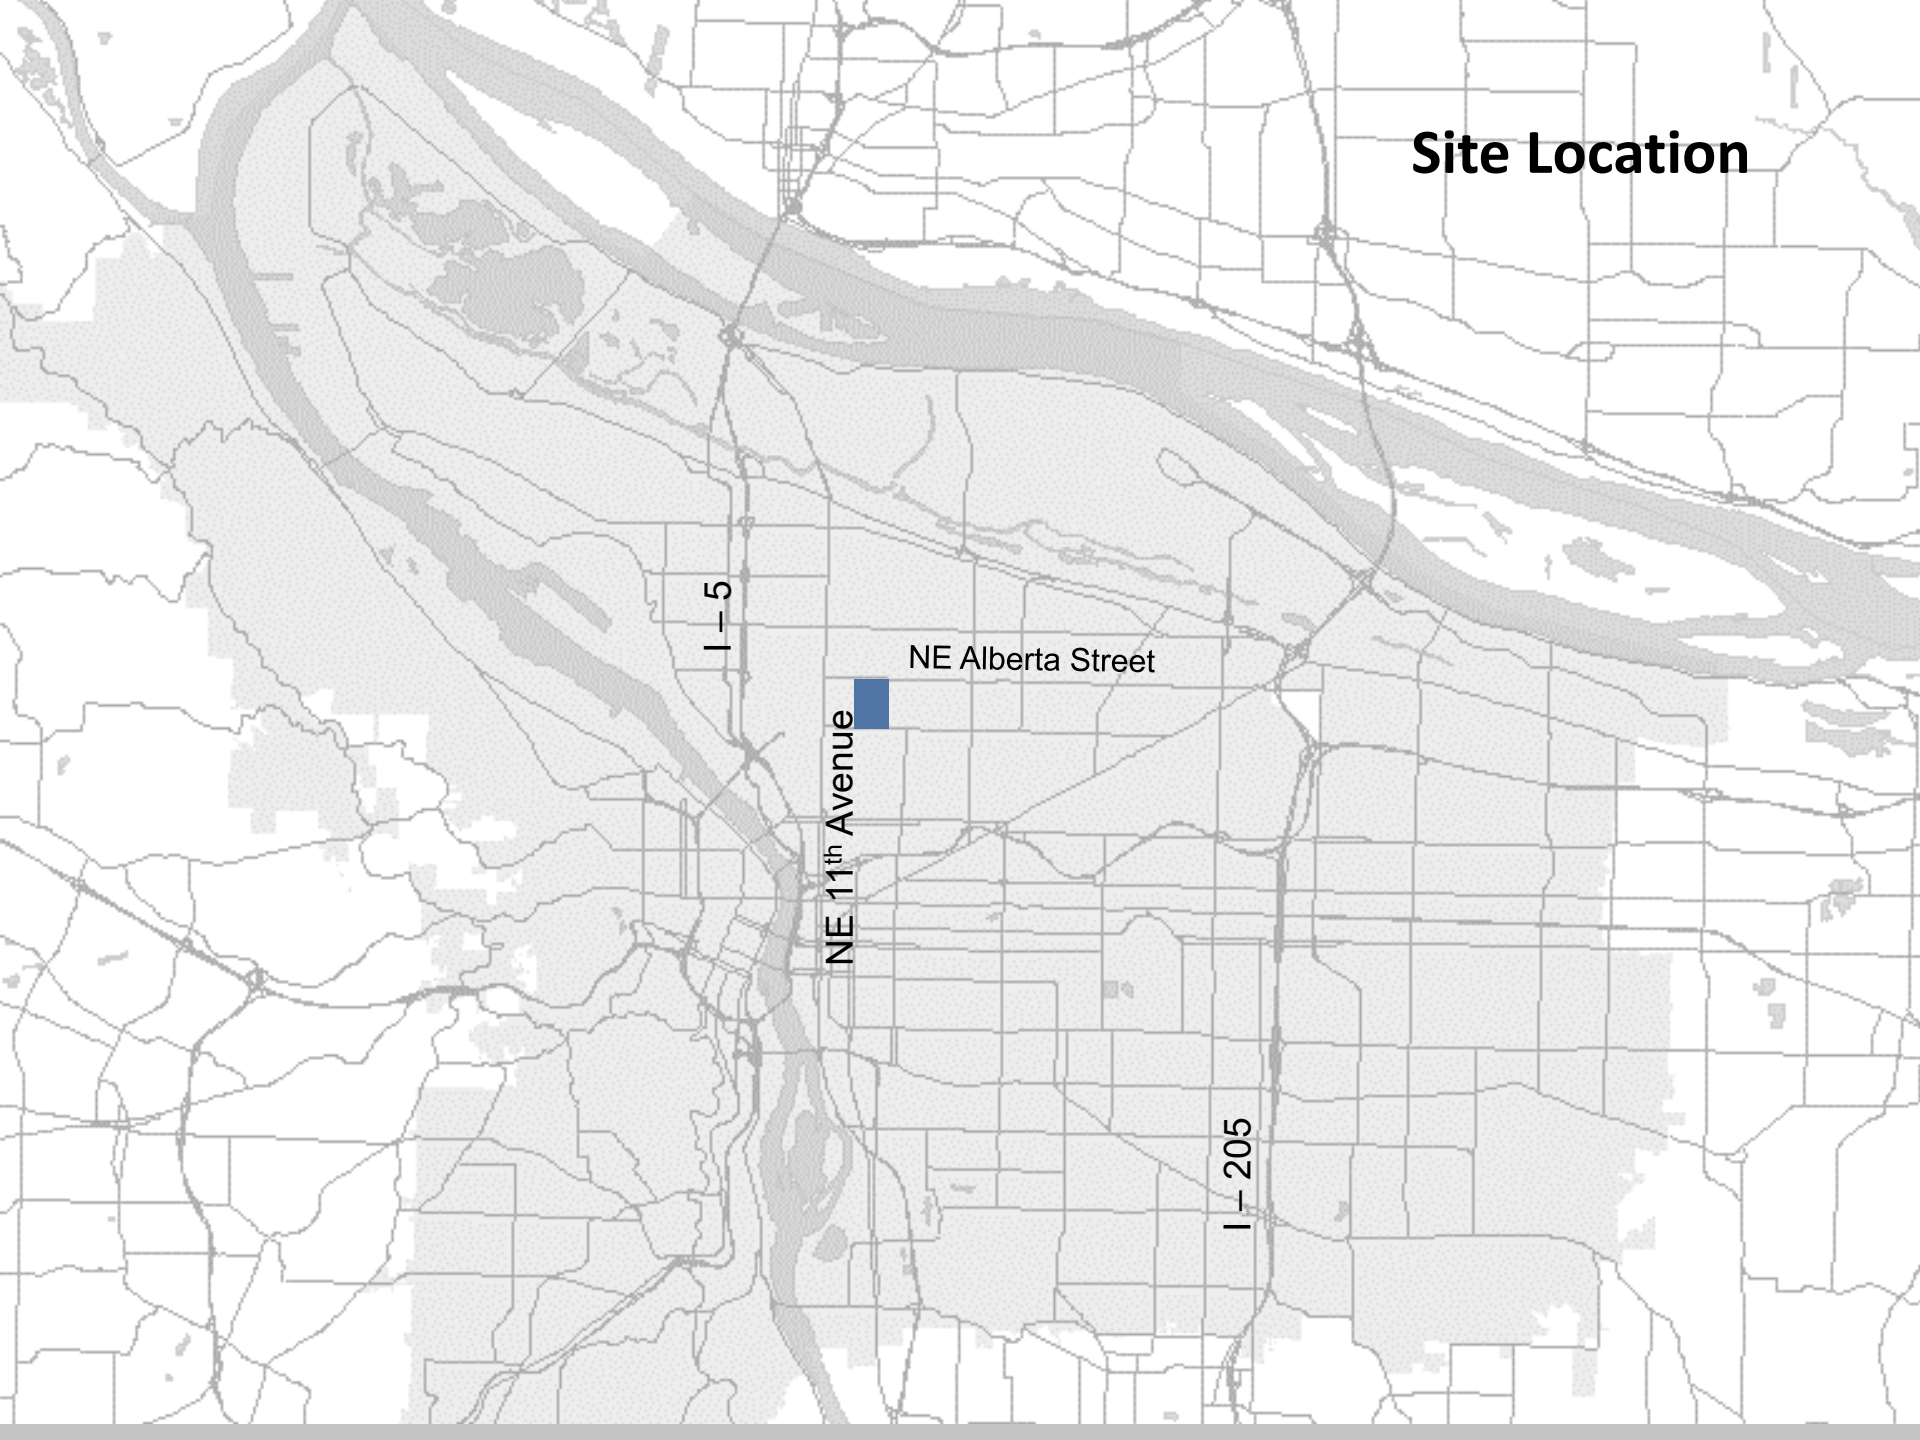 Site Location
I – 5
NE Alberta Street
NE 11th Avenue
I – 205